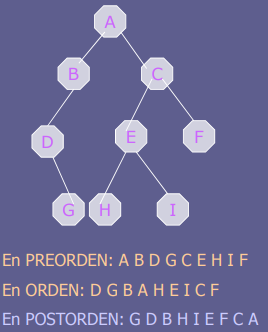 A
B C
D E F
G H I
En PREORDEN: A B D G C E H I F
En ORDEN: D G B A H E I C F
En POSTORDEN: G D B H I E F C A